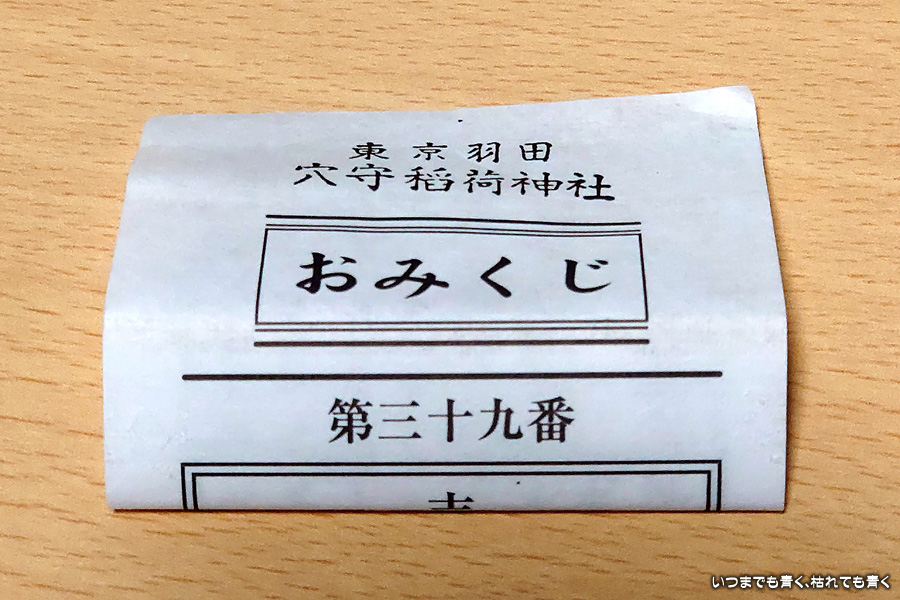 東京羽田
穴守稲荷神社
おみくじ
第三十九番
いつまでも青く、枯れても青く